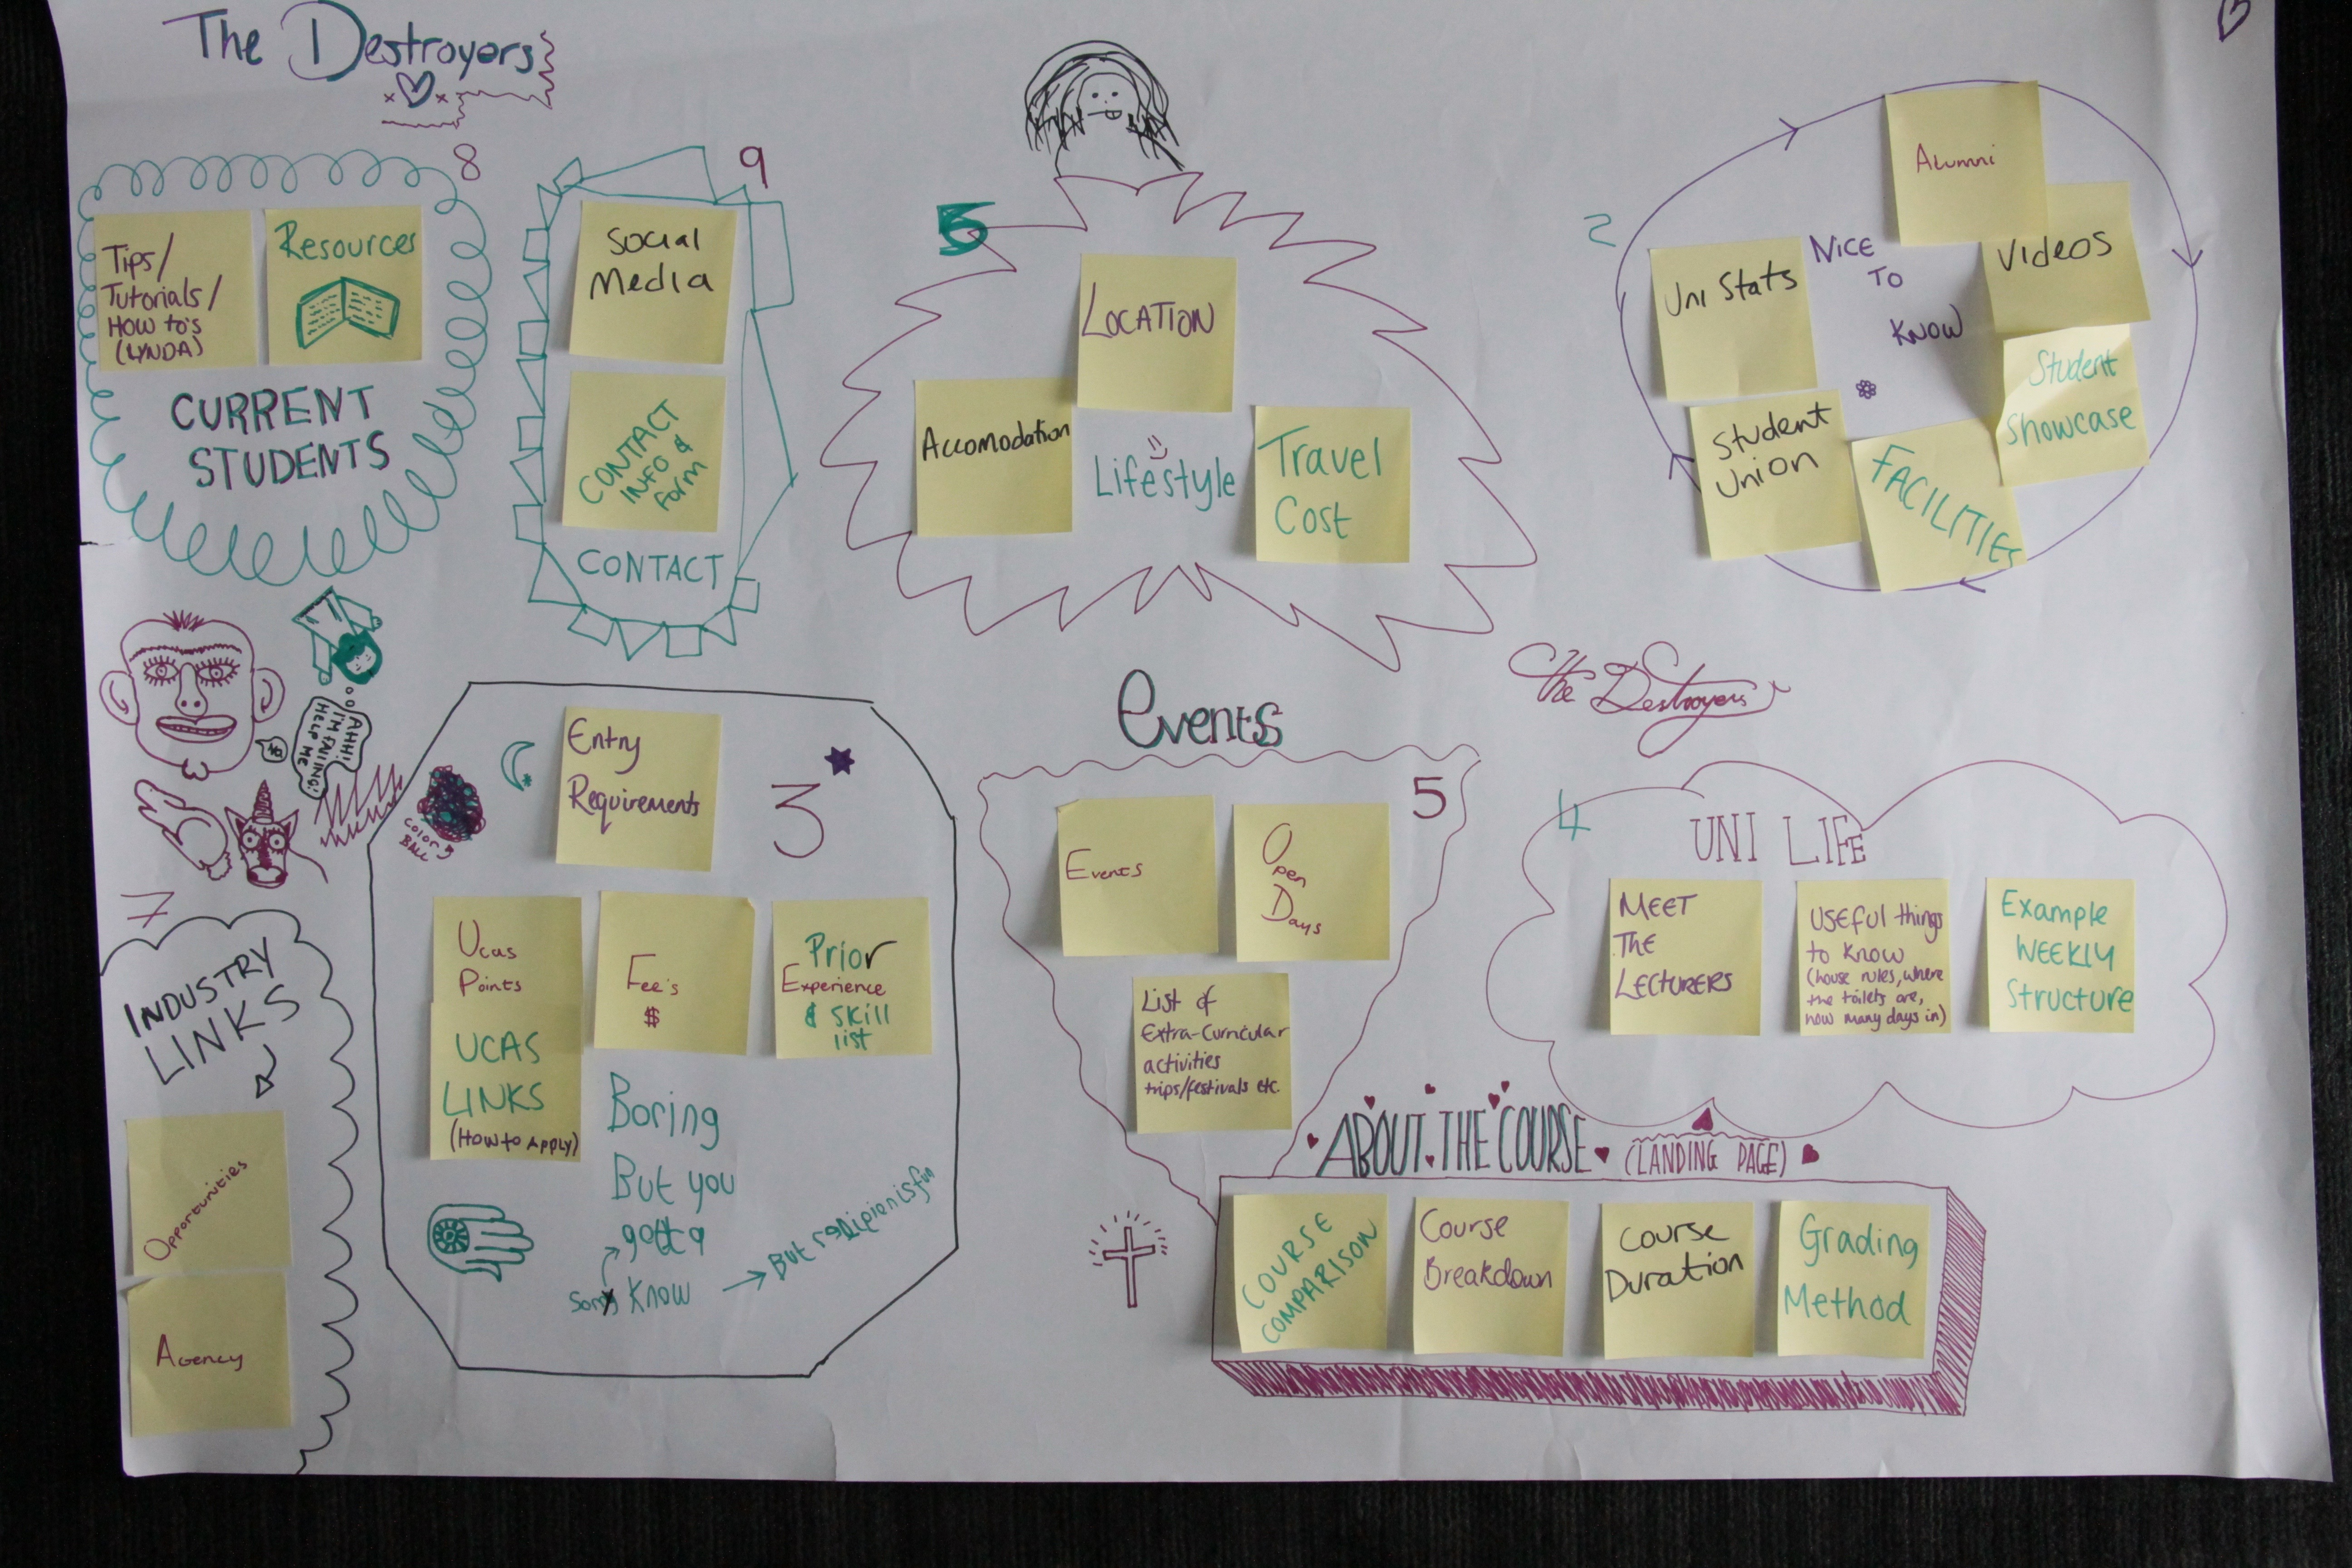 The Destroyers
8
Tips/
Tutorials/
How to's
(LYNDA)
Resources
CURRENT
STUDENTS
9
Social
Media
CONTACT
INFO &
Form
CONTACT
LOCATION
Accomodation
Lifestyle
Travel
Cost
2
Alumni
Uni Stats
NICE
TO
KNOW
Videos
Student
Showcase
Student
Union
FACILITIES
The Destroyers
AHHH!
I'M FALLING!
HELP ME
COLOR
BALL
3
Entry
Requirements
Ucas
Points
UCAS
LINKS
(How to APPLY)
Fee's
$
Prior
Experience
& skill
list
Boring
But you
gotta
Know
Events
5
Events
Open
Days
List of
Extra-Curricular
activities
trips/festivals etc.
4
UNI LIFE
MEET
THE
LECTURERS
USEFUL things
to know
(house rules, where
the toilets are,
how many days in)
Example
WEEKLY
Structure
7
INDUSTRY
LINKS
Opportunities
Agency
ABOUT THE COURSE (LANDING PAGE)
COURSE
COMPARISON
Course
Breakdown
Course
Duration
Grading
Method